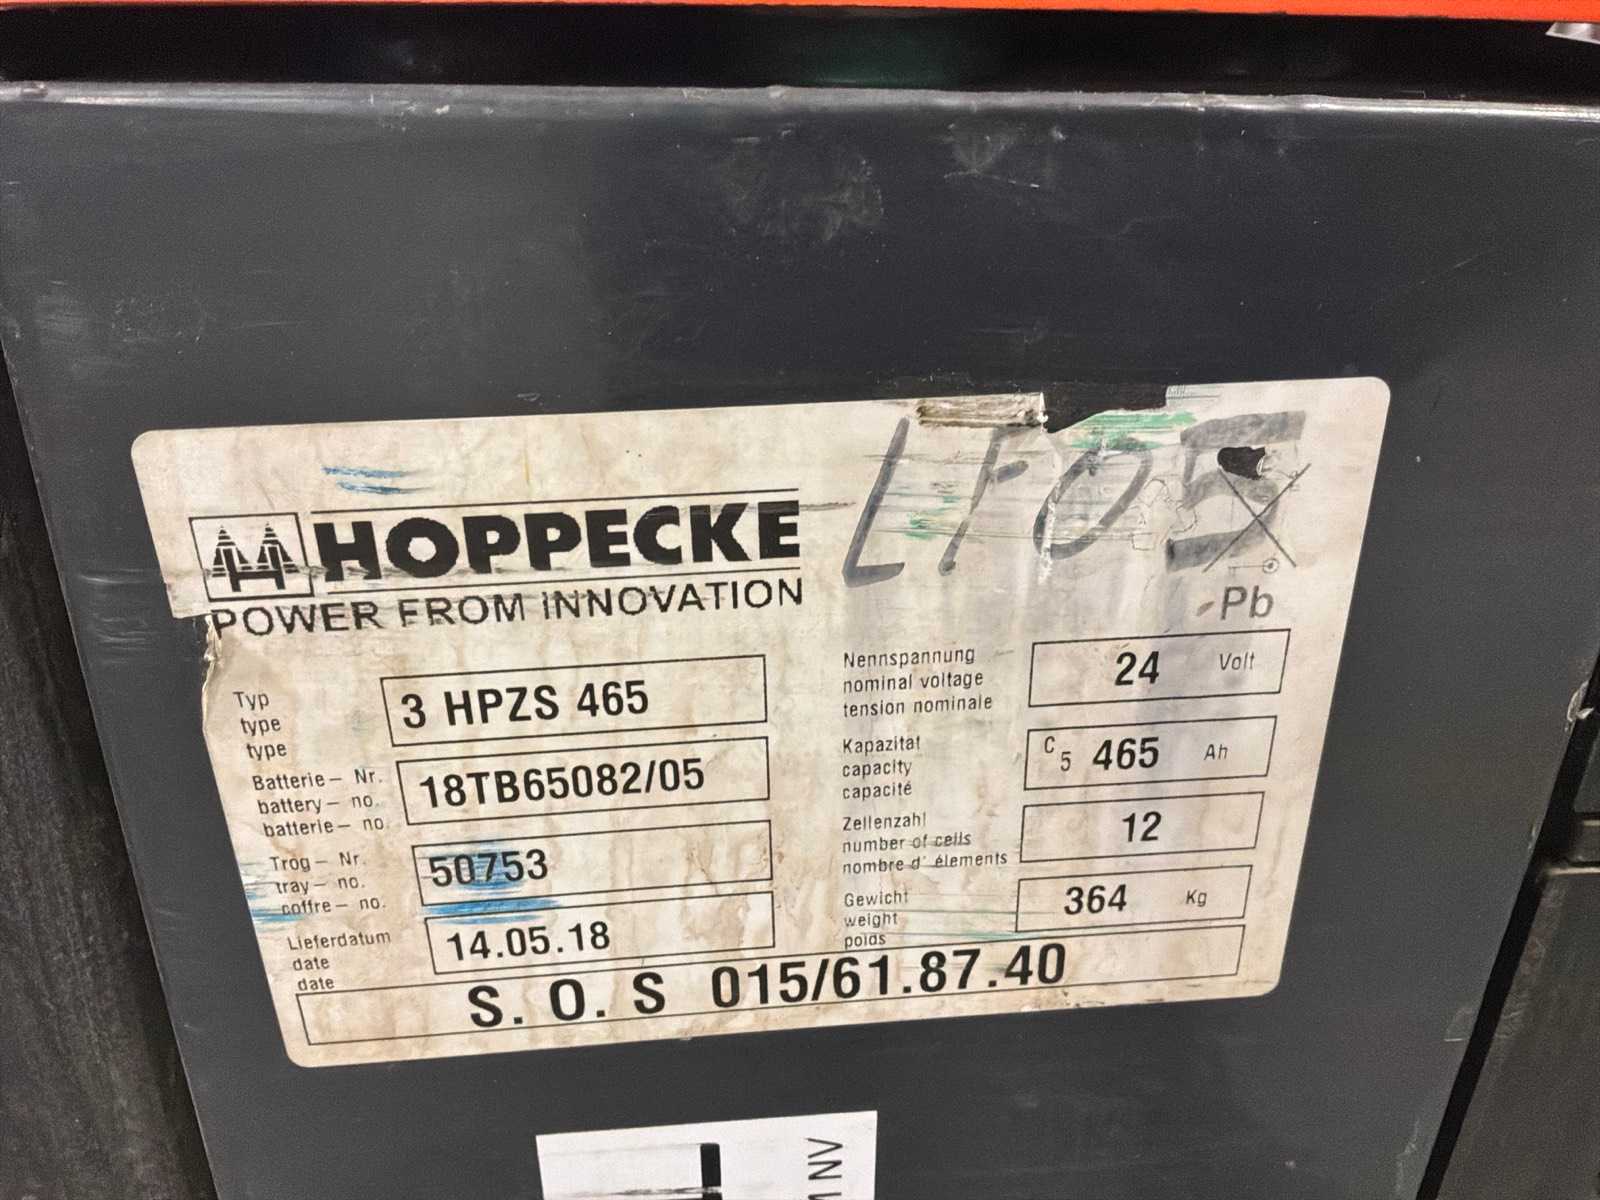 LF05
HOPPECKE
POWER FROM INNOVATION
Pb
Typ
type
type
3 HPZS 465
Batterie – Nr.
battery – no.
batterie – no.
18TB65082/05
Trog – Nr.
tray – no.
coffre – no.
50753
Lieferdatum
date
date
14.05.18
Nennspannung
nominal voltage
tension nominale
24 Volt
Kapazitat
capacity
capacité
C5 465 Ah
Zellenzahl
number of cells
nombre d' élements
12
Gewicht
weight
poids
364 Kg
S. O. S 015/61.87.40
NV